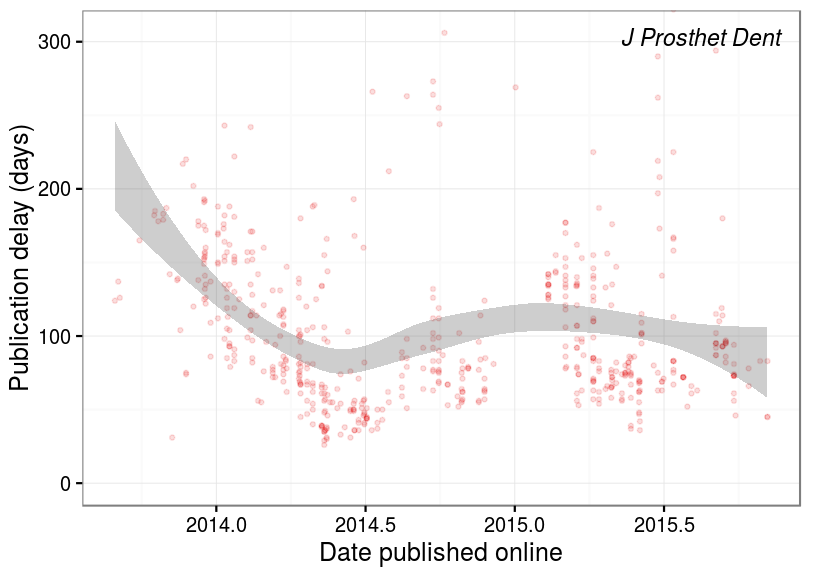 J Prosthet Dent
300
200
100
0
Publication delay (days)
2014.0 2014.5 2015.0 2015.5
Date published online